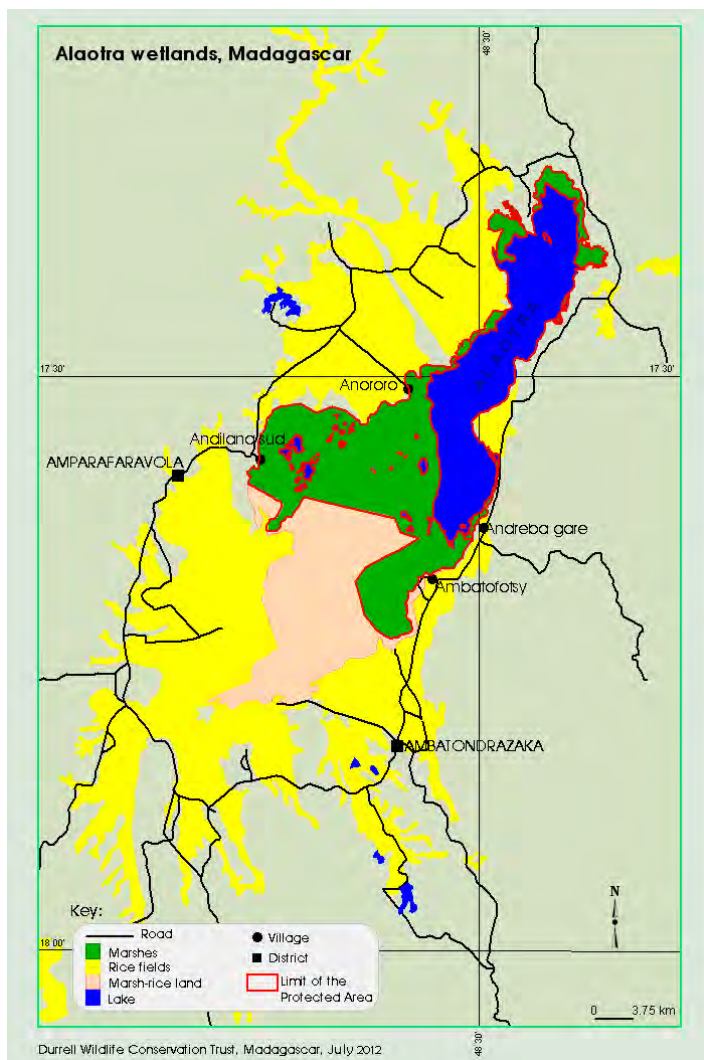 Alaotra wetlands, Madagascar
48 30'
ALAOTRA
17 30'
17 30'
Anororo
Andilana sud
AMPARAFARAVOLA
Andreba gare
Ambatofotsy
AMBATONDRAZAKA
N
Key:
Road
Marshes
Rice fields
Marsh-rice land
Lake
Village
District
Limit of the
Protected Area
18 00'
0 3.75 km
48 30'
Durrell Wildlife Conservation Trust, Madagascar, July 2012